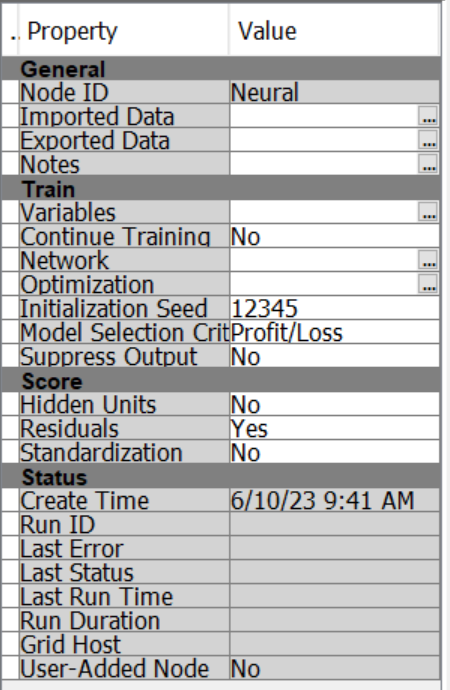 .. Property Value
General
Node ID Neural
Imported Data ...
Exported Data ...
Notes ...
Train
Variables ...
Continue Training No
Network ...
Optimization ...
Initialization Seed 12345
Model Selection Crit Profit/Loss
Suppress Output No
Score
Hidden Units No
Residuals Yes
Standardization No
Status
Create Time 6/10/23 9:41 AM
Run ID
Last Error
Last Status
Last Run Time
Run Duration
Grid Host
User-Added Node No